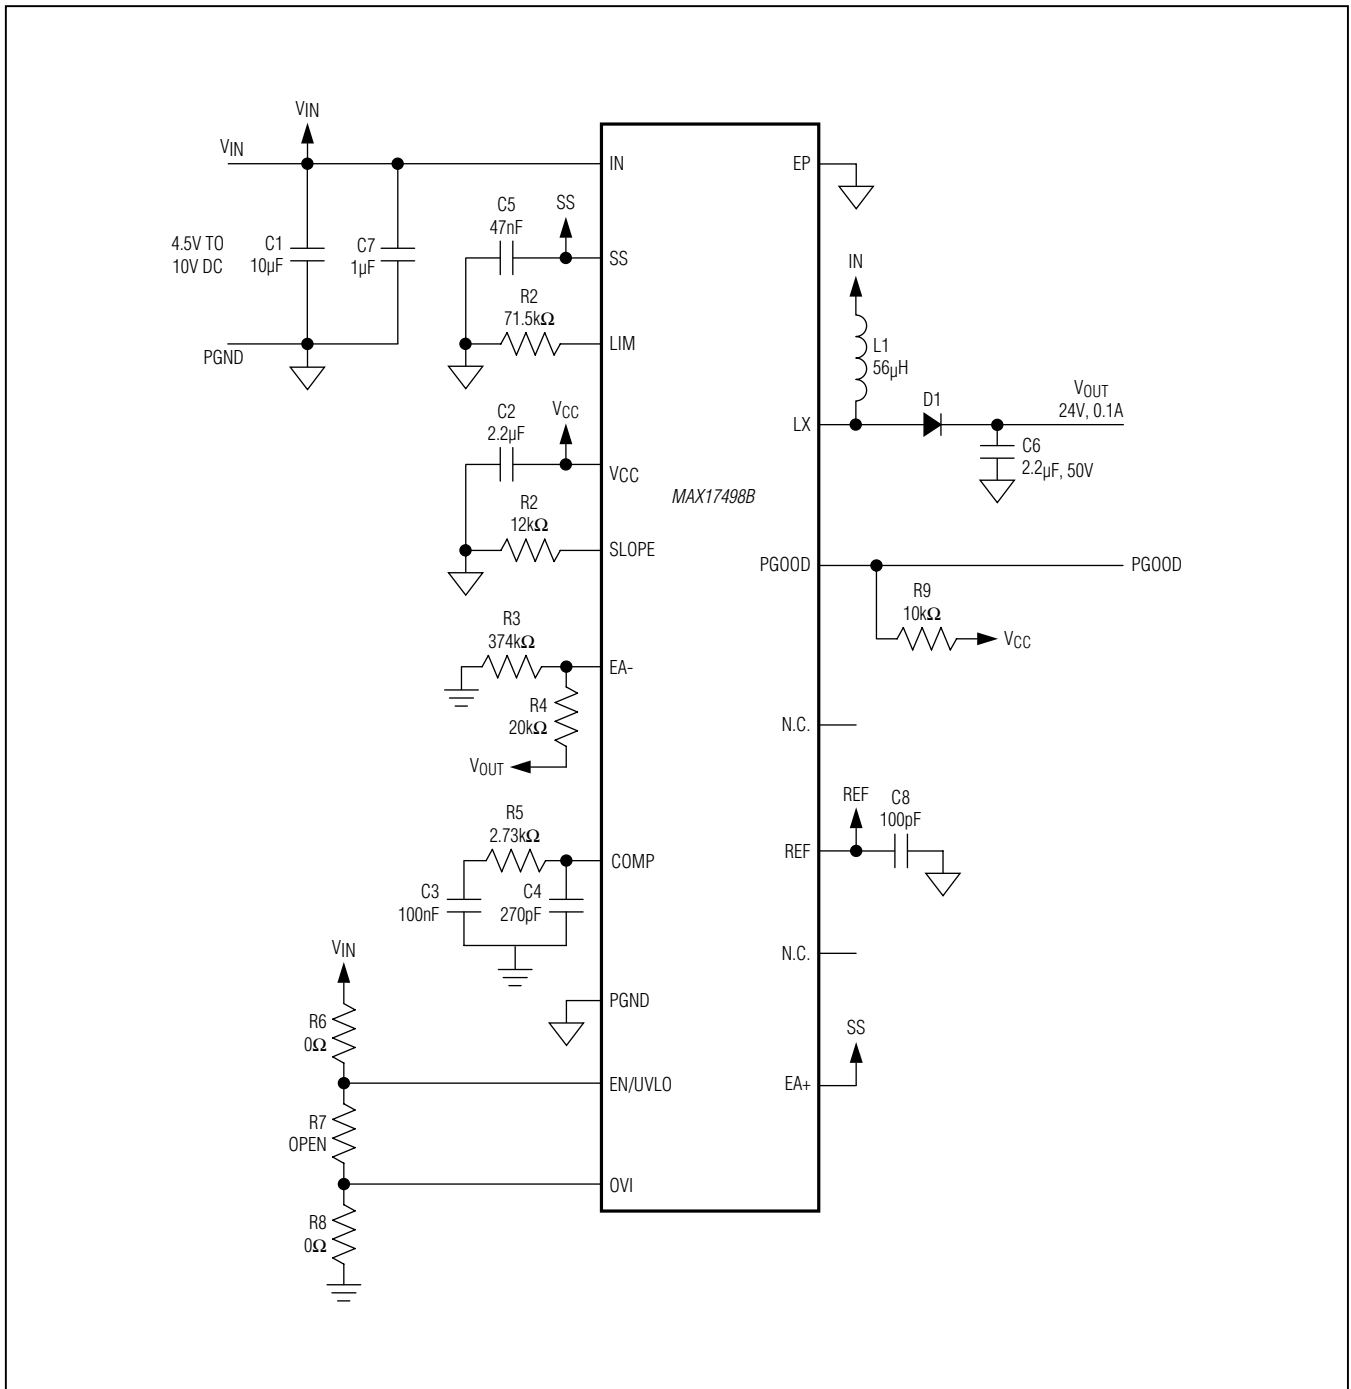 VIN
VIN
4.5V TO
10V DC
C1
10µF
C7
1µF
PGND
IN
C5
47nF
SS
SS
R2
71.5kΩ
LIM
C2
2.2µF
VCC
VCC
R2
12kΩ
SLOPE
R3
374kΩ
EA-
R4
20kΩ
VOUT
R5
2.73kΩ
COMP
C3
100nF
C4
270pF
PGND
VIN
R6
0Ω
EN/UVLO
R7
OPEN
OVI
R8
0Ω
MAX17498B
EP
IN
L1
56µH
LX
D1
VOUT
24V, 0.1A
C6
2.2µF, 50V
PGOOD
PGOOD
R9
10kΩ
VCC
N.C.
REF
C8
100pF
REF
N.C.
SS
EA+